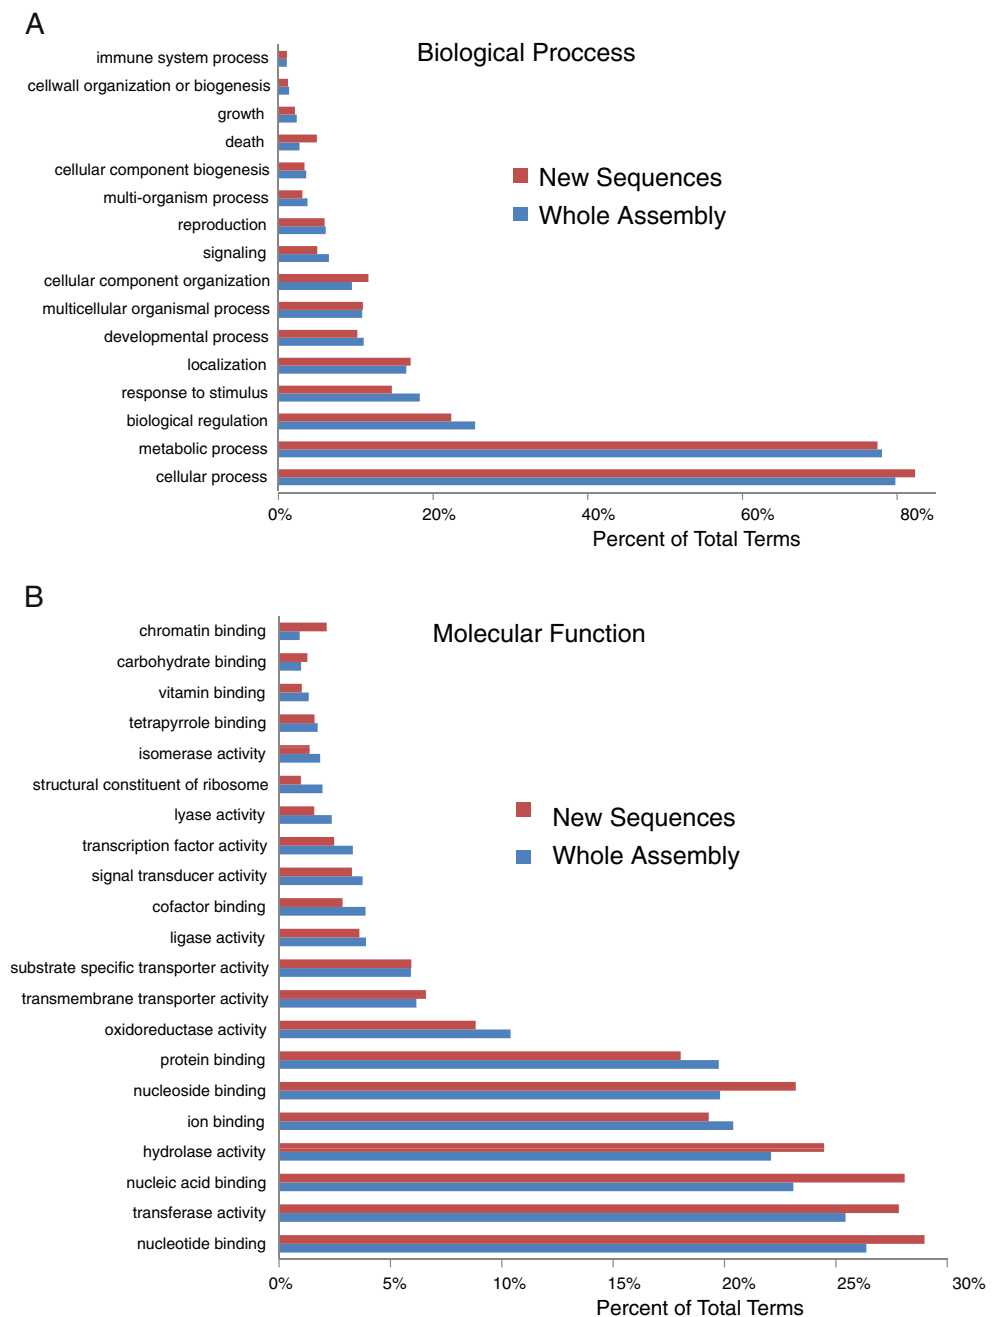 A
Biological Proccess
immune system process
cellwall organization or biogenesis
growth
death
cellular component biogenesis
multi-organism process
reproduction
signaling
cellular component organization
multicellular organismal process
developmental process
localization
response to stimulus
biological regulation
metabolic process
cellular process
New Sequences
Whole Assembly
0% 20% 40% 60% 80%
Percent of Total Terms
B
Molecular Function
chromatin binding
carbohydrate binding
vitamin binding
tetrapyrrole binding
isomerase activity
structural constituent of ribosome
lyase activity
transcription factor activity
signal transducer activity
cofactor binding
ligase activity
substrate specific transporter activity
transmembrane transporter activity
oxidoreductase activity
protein binding
nucleoside binding
ion binding
hydrolase activity
nucleic acid binding
transferase activity
nucleotide binding
New Sequences
Whole Assembly
0% 5% 10% 15% 20% 25% 30%
Percent of Total Terms